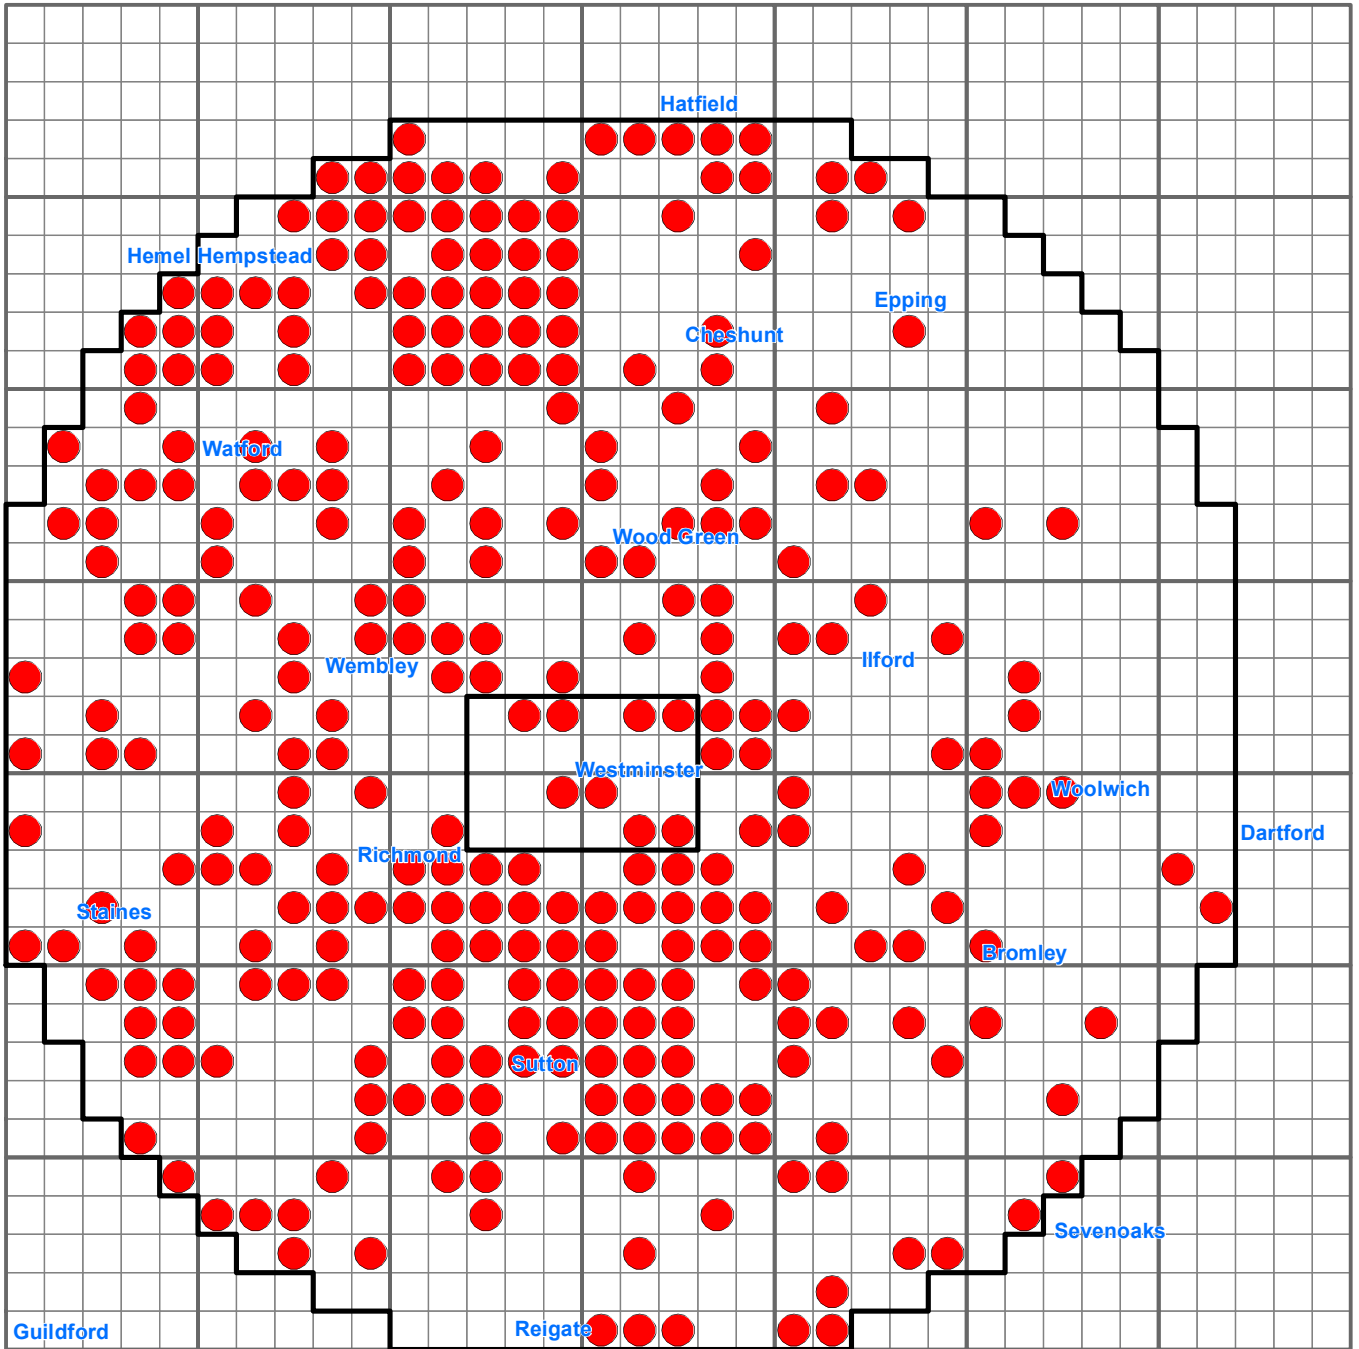 Hatfield
Hemel Hempstead
Epping
Cheshunt
Watford
Wood Green
Ilford
Wembley
Westminster
Woolwich
Dartford
Richmond
Staines
Bromley
Sutton
Sevenoaks
Reigate
Guildford